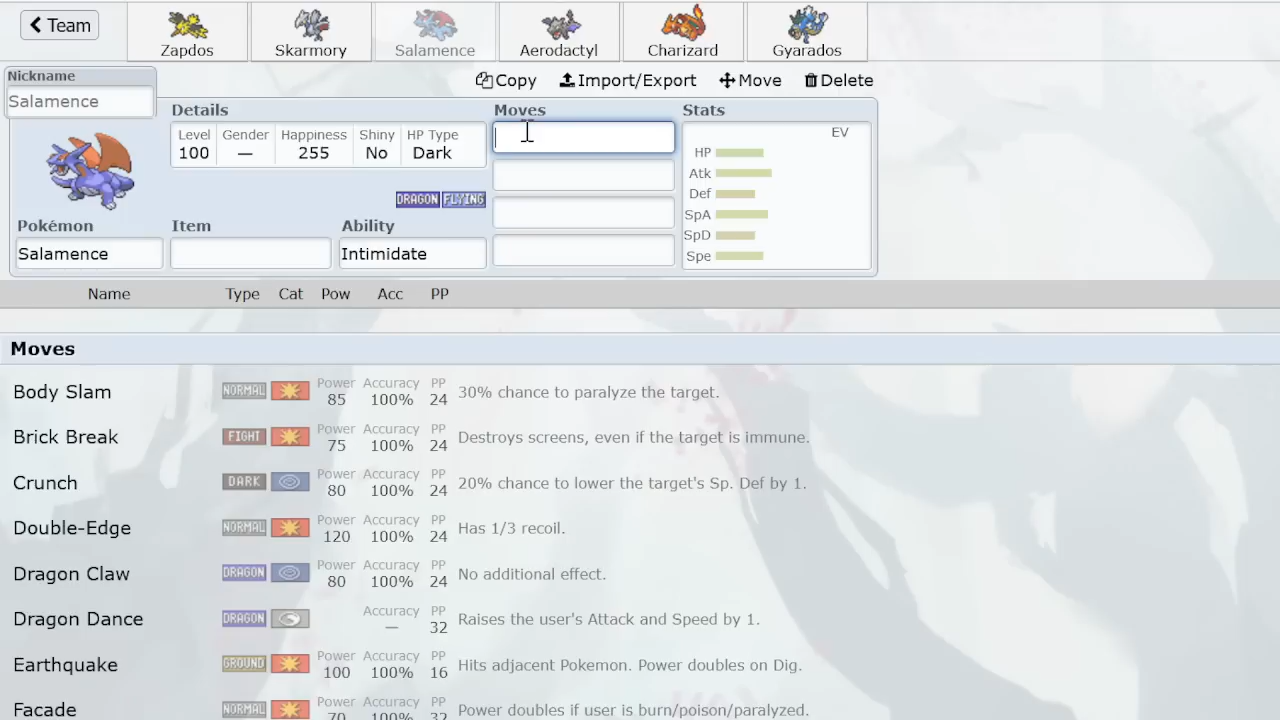 Team
Zapdos Skarmory Salamence Aerodactyl Charizard Gyarados
Copy Import/Export Move Delete
Nickname
Salamence
Details Moves Stats
Level Gender Happiness Shiny HP Type
100 — 255 No Dark
EV
HP
Atk
Def
SpA
SpD
Spe
DRAGON FLYING
Pokémon Item Ability
Salamence Intimidate
Name Type Cat Pow Acc PP
Moves
Body Slam NORMAL Power 85 Accuracy 100% PP 24 30% chance to paralyze the target.
Brick Break FIGHT Power 75 Accuracy 100% PP 24 Destroys screens, even if the target is immune.
Crunch DARK Power 80 Accuracy 100% PP 24 20% chance to lower the target's Sp. Def by 1.
Double-Edge NORMAL Power 120 Accuracy 100% PP 24 Has 1/3 recoil.
Dragon Claw DRAGON Power 80 Accuracy 100% PP 24 No additional effect.
Dragon Dance DRAGON Accuracy — PP 32 Raises the user's Attack and Speed by 1.
Earthquake GROUND Power 100 Accuracy 100% PP 16 Hits adjacent Pokemon. Power doubles on Dig.
Facade NORMAL Power 70 Accuracy 100% PP 32 Power doubles if user is burn/poison/paralyzed.